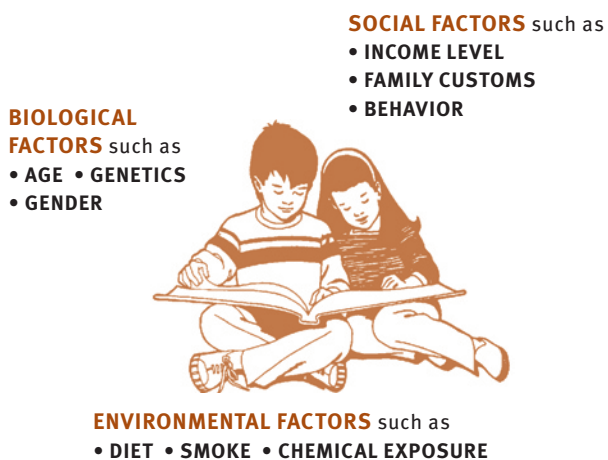 SOCIAL FACTORS such as
• INCOME LEVEL
• FAMILY CUSTOMS
• BEHAVIOR
BIOLOGICAL
FACTORS such as
• AGE • GENETICS
• GENDER
ENVIRONMENTAL FACTORS such as
• DIET • SMOKE • CHEMICAL EXPOSURE